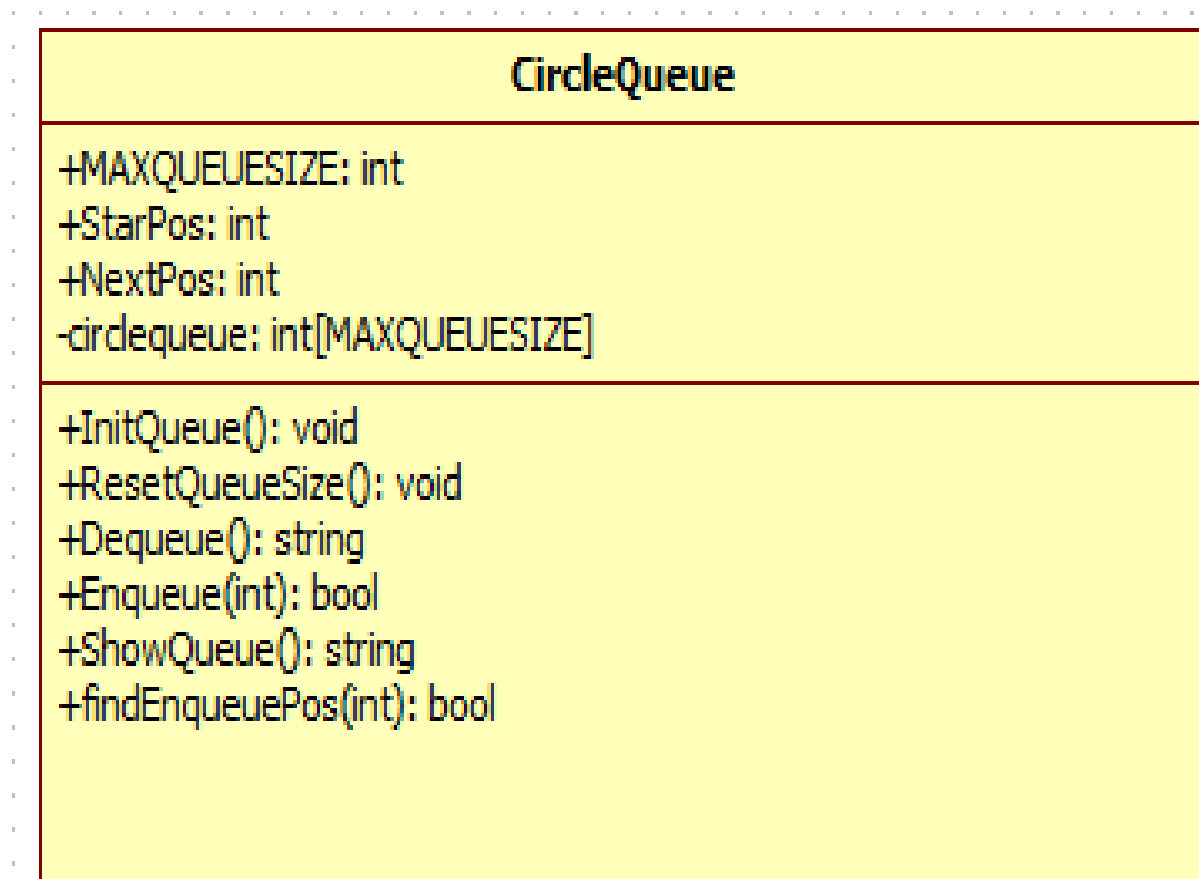 CircleQueue
+MAXQUEUESIZE: int
+StarPos: int
+NextPos: int
-circlequeue: int[MAXQUEUESIZE]
+InitQueue(): void
+ResetQueueSize(): void
+Dequeue(): string
+Enqueue(int): bool
+ShowQueue(): string
+findEnqueuePos(int): bool